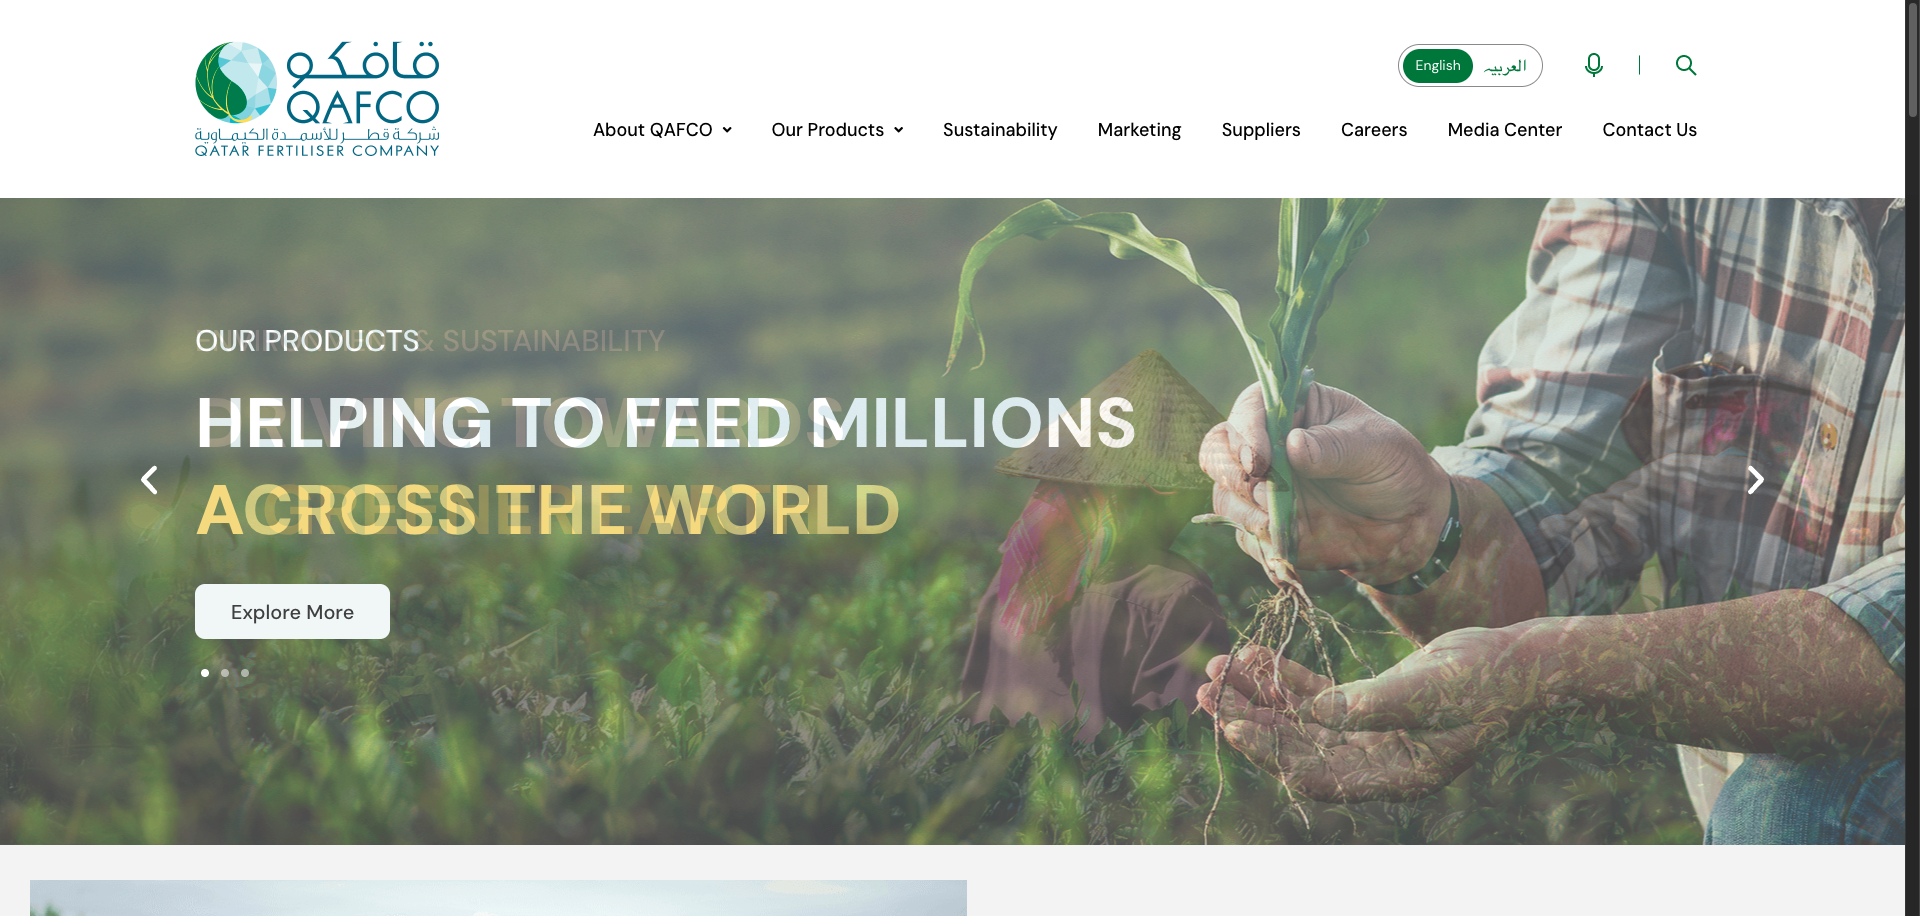 قافكو
QAFCO
شركة قطر للأسمدة الكيماوية
QATAR FERTILISER COMPANY
English العربية
About QAFCO Our Products Sustainability Marketing Suppliers Careers Media Center Contact Us
OUR PRODUCTS
& SUSTAINABILITY
HELPING TO FEED MILLIONS
ACROSS THE WORLD
Explore More